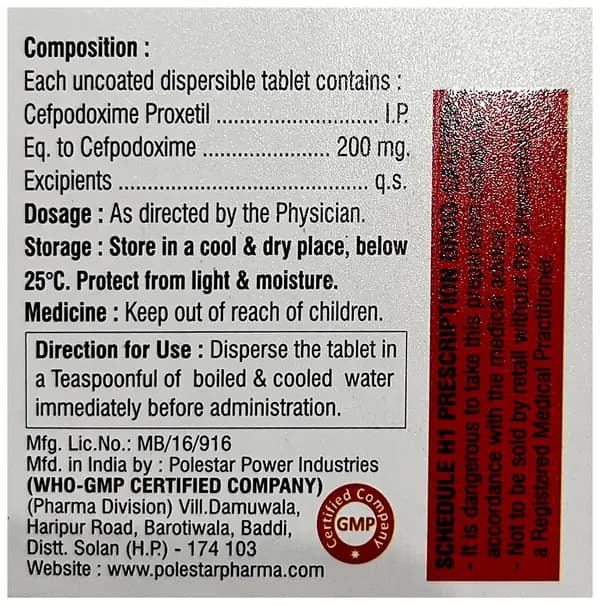 Composition :
Each uncoated dispersible tablet contains :
Cefpodoxime Proxetil ............................ I.P.
Eq. to Cefpodoxime ..................... 200 mg.
Excipients ........................................... q.s.
Dosage : As directed by the Physician.
Storage : Store in a cool & dry place, below
25°C. Protect from light & moisture.
Medicine : Keep out of reach of children.
Direction for Use : Disperse the tablet in
a Teaspoonful of boiled & cooled water
immediately before administration.
Mfg. Lic.No.: MB/16/916
Mfd. in India by : Polestar Power Industries
(WHO-GMP CERTIFIED COMPANY)
(Pharma Division) Vill.Damuwala,
Haripur Road, Barotiwala, Baddi,
Distt. Solan (H.P.) - 174 103
Website : www.polestarpharma.com
Certified Company
GMP
SCHEDULE H1 PRESCRIPTION DRUG-
- It is dangerous to take this preparation
accordance with the medical advice.
- Not to be sold by retail without the prescription
a Registered Medical Practitioner.